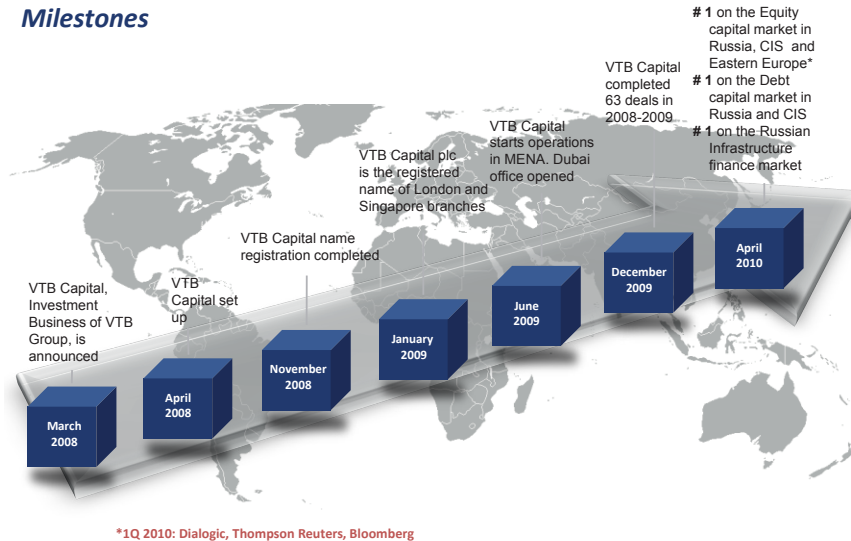 Milestones
# 1 on the Equity
capital market in
Russia, CIS and
Eastern Europe*
# 1 on the Debt
capital market in
Russia and CIS
# 1 on the Russian
Infrastructure
finance market
VTB Capital
completed
63 deals in
2008-2009
VTB Capital
starts operations
in MENA. Dubai
office opened
VTB Capital plc
is the registered
name of London and
Singapore branches
VTB Capital name
registration completed
VTB
Capital set
up
VTB Capital,
Investment
Business of VTB
Group, is
announced
March
2008
April
2008
November
2008
January
2009
June
2009
December
2009
April
2010
*1Q 2010: Dialogic, Thompson Reuters, Bloomberg